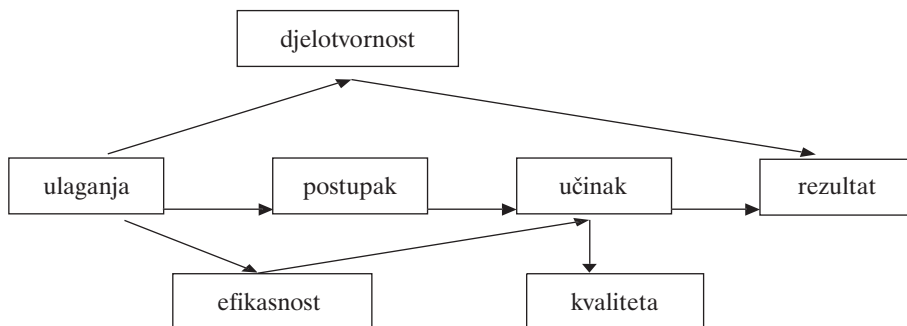 djelotvornost
ulaganja
postupak
učinak
rezultat
efikasnost
kvaliteta